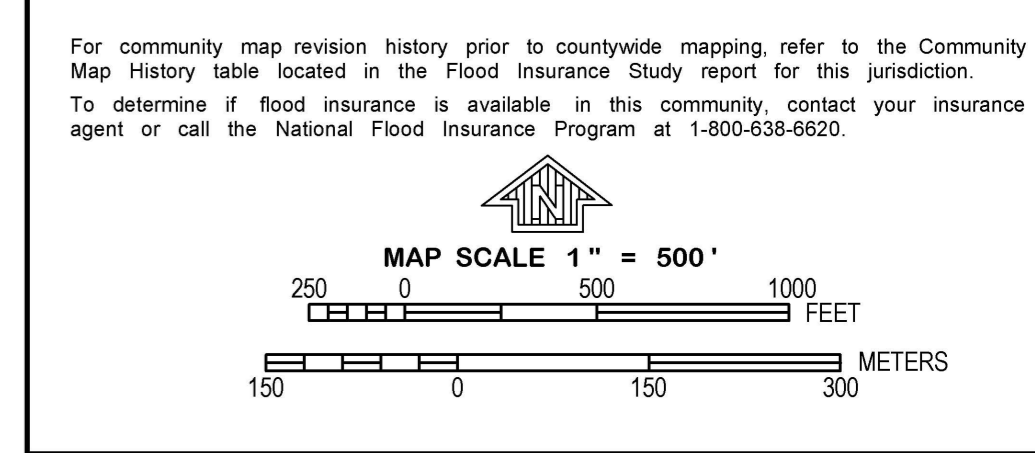 For community map revision history prior to countywide mapping, refer to the Community
Map History table located in the Flood Insurance Study report for this jurisdiction.
To determine if flood insurance is available in this community, contact your insurance
agent or call the National Flood Insurance Program at 1-800-638-6620.
N
MAP SCALE 1" = 500'
250 0 500 1000
FEET
METERS
150 0 150 300